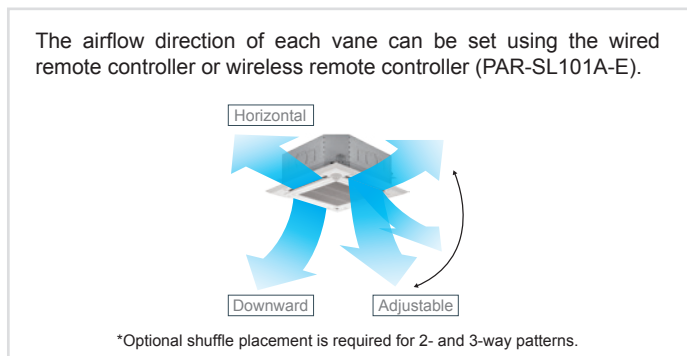 The airflow direction of each vane can be set using the wired
remote controller or wireless remote controller (PAR-SL101A-E).
Horizontal
Downward
Adjustable
*Optional shuffle placement is required for 2- and 3-way patterns.